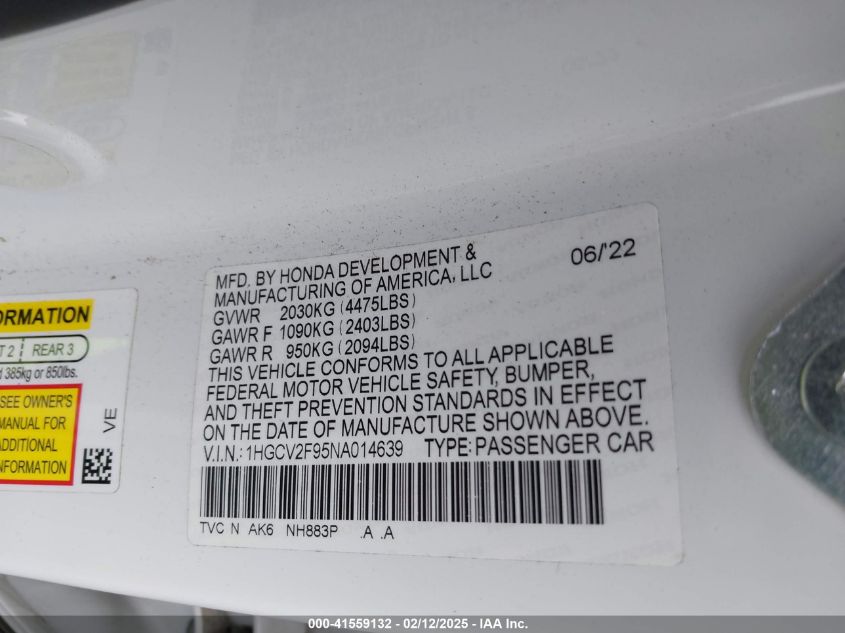 MFD. BY HONDA DEVELOPMENT & 06/'22
MANUFACTURING OF AMERICA, LLC
GVWR 2030KG (4475LBS)
GAWR F 1090KG (2403LBS)
GAWR R 950KG (2094LBS)
THIS VEHICLE CONFORMS TO ALL APPLICABLE
FEDERAL MOTOR VEHICLE SAFETY, BUMPER,
AND THEFT PREVENTION STANDARDS IN EFFECT
ON THE DATE OF MANUFACTURE SHOWN ABOVE.
V.I.N.: 1HGCV2F95NA014639 TYPE: PASSENGER CAR
TVC N AK6 NH883P .A .A
ORMATION
T 2 REAR 3
385kg or 850lbs.
SEE OWNER'S
MANUAL FOR
ADDITIONAL
INFORMATION
VE
000-41559132 - 02/12/2025 - IAA Inc.